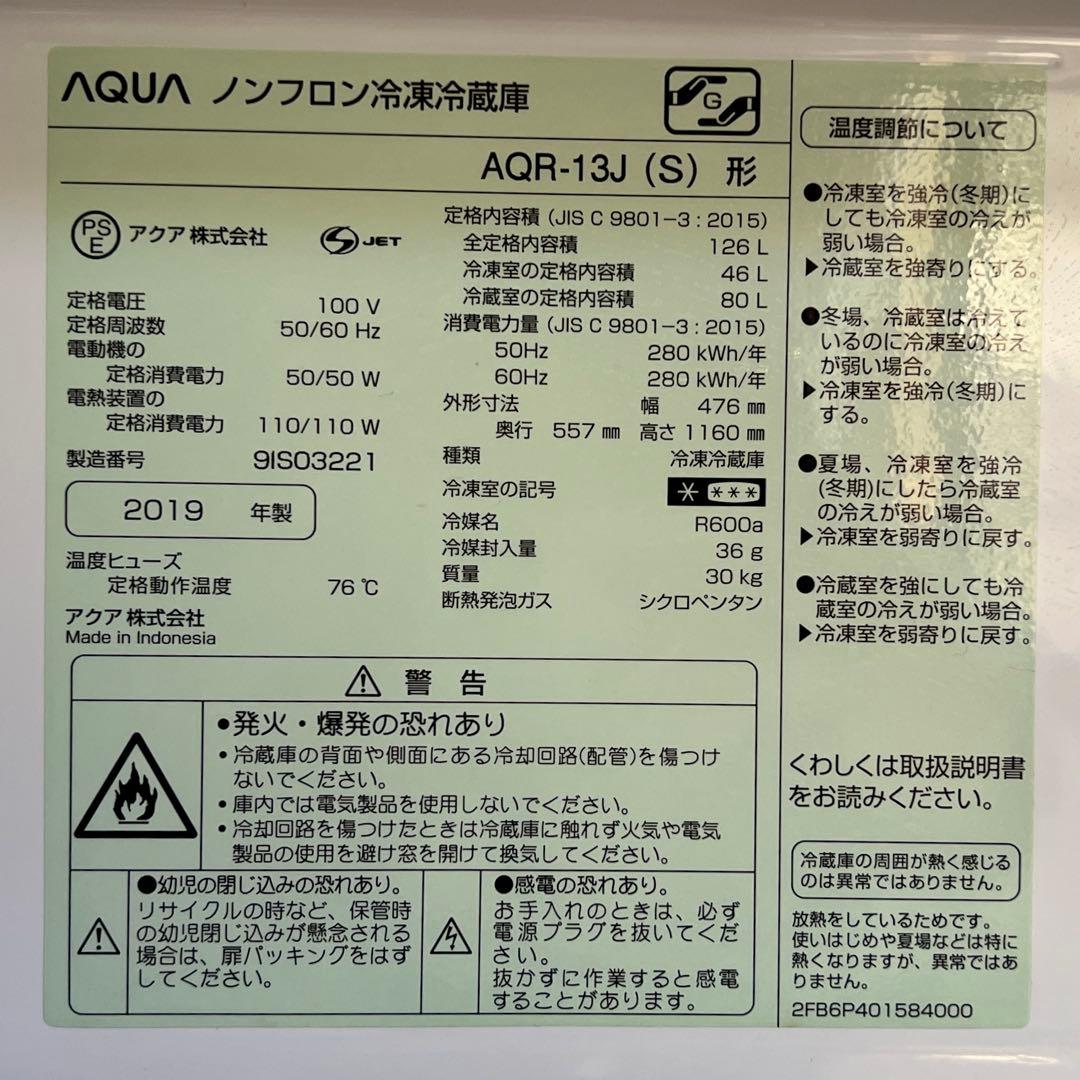 AQUA ノンフロン冷凍冷蔵庫
G
AQR-13J (S) 形
PS
E
アクア 株式会社
S JET
定格電圧 100 V
定格周波数 50/60 Hz
電動機の
定格消費電力 50/50 W
電熱装置の
定格消費電力 110/110 W
製造番号 9IS03221
2019 年製
温度ヒューズ
定格動作温度 76 ℃
アクア 株式会社
Made in Indonesia
定格内容積 (JIS C 9801-3 : 2015)
全定格内容積 126 L
冷凍室の定格内容積 46 L
冷蔵室の定格内容積 80 L
消費電力量 (JIS C 9801-3 : 2015)
50Hz 280 kWh/年
60Hz 280 kWh/年
外形寸法 幅 476 ㎜
奥行 557 ㎜ 高さ 1160 ㎜
種類 冷凍冷蔵庫
冷凍室の記号 * ***
冷媒名 R600a
冷媒封入量 36 g
質量 30 kg
断熱発泡ガス シクロペンタン
警 告
●発火・爆発の恐れあり
・冷蔵庫の背面や側面にある冷却回路(配管)を傷つけ
ないでください。
・庫内では電気製品を使用しないでください。
・冷却回路を傷つけたときは冷蔵庫に触れず火気や電気
製品の使用を避け窓を開けて換気してください。
●幼児の閉じ込みの恐れあり。
リサイクルの時など、保管時
の幼児閉じ込みが懸念される
場合は、扉パッキングをはず
してください。
●感電の恐れあり。
お手入れのときは、必ず
電源プラグを抜いてくだ
さい。
抜かずに作業すると感電
することがあります。
温度調節について
●冷凍室を強冷(冬期)に
しても冷凍室の冷えが
弱い場合。
▶冷蔵室を強寄りにする。
●冬場、冷蔵室は冷えて
いるのに冷凍室の冷え
が弱い場合。
▶冷凍室を強冷(冬期)に
する。
●夏場、冷凍室を強冷
(冬期)にしたら冷蔵室
の冷えが弱い場合。
▶冷凍室を弱寄りに戻す。
●冷蔵室を強にしても冷
蔵室の冷えが弱い場合。
▶冷凍室を弱寄りに戻す。
くわしくは取扱説明書
をお読みください。
冷蔵庫の周囲が熱く感じる
のは異常ではありません。
放熱をしているためです。
使いはじめや夏場などは特に
熱くなりますが、異常ではあ
りません。
2FB6P401584000